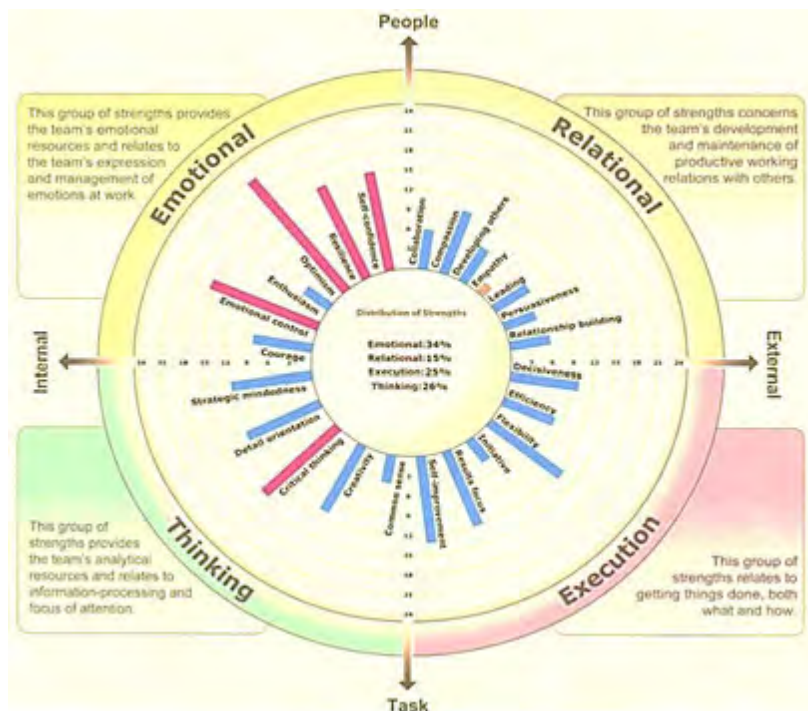 People
Emotional
Relational
This group of strengths provides
the team's emotional
resources and relates to
the team's expression
and management of
emotions at work.
This group of strengths concerns
the team's development
and maintenance of
productive working
relations with others.
Self-confidence
Resilience
Optimism
Enthusiasm
Emotional control
Courage
Collaboration
Compassion
Developing others
Empathy
Leading
Persuasiveness
Relationship building
Distribution of Strengths
Emotional:34%
Relational:15%
Execution:25%
Thinking:26%
Internal
External
Strategic mindedness
Detail orientation
Critical thinking
Creativity
Common sense
Decisiveness
Efficiency
Flexibility
Initiative
Results focus
Self-improvement
Thinking
Execution
This group of
strengths provides
the team's analytical
resources and relates to
information-processing and
focus of attention.
This group of
strengths relates to
getting things done, both
what and how.
Task